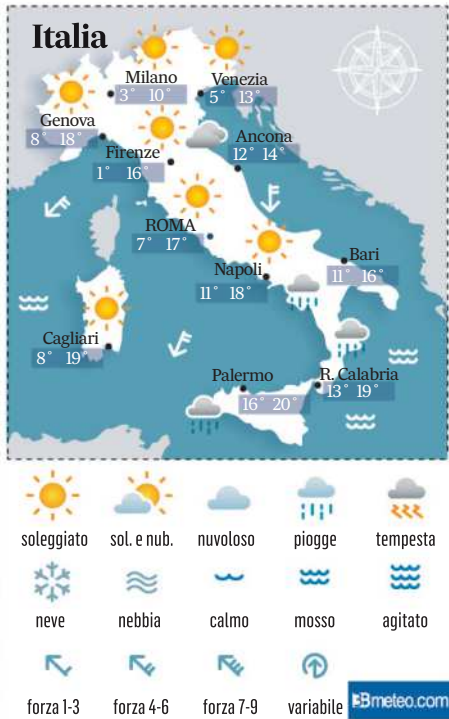 Italia
Milano
3° 10°
Venezia
5° 13°
Genova
8° 18°
Firenze
1° 16°
Ancona
12° 14°
ROMA
7° 17°
Napoli
11° 18°
Bari
11° 16°
Cagliari
8° 19°
Palermo
16° 20°
R. Calabria
13° 19°
soleggiato sol. e nub. nuvoloso piogge tempesta
neve nebbia calmo mosso agitato
forza 1-3 forza 4-6 forza 7-9 variabile
3Bmeteo.com